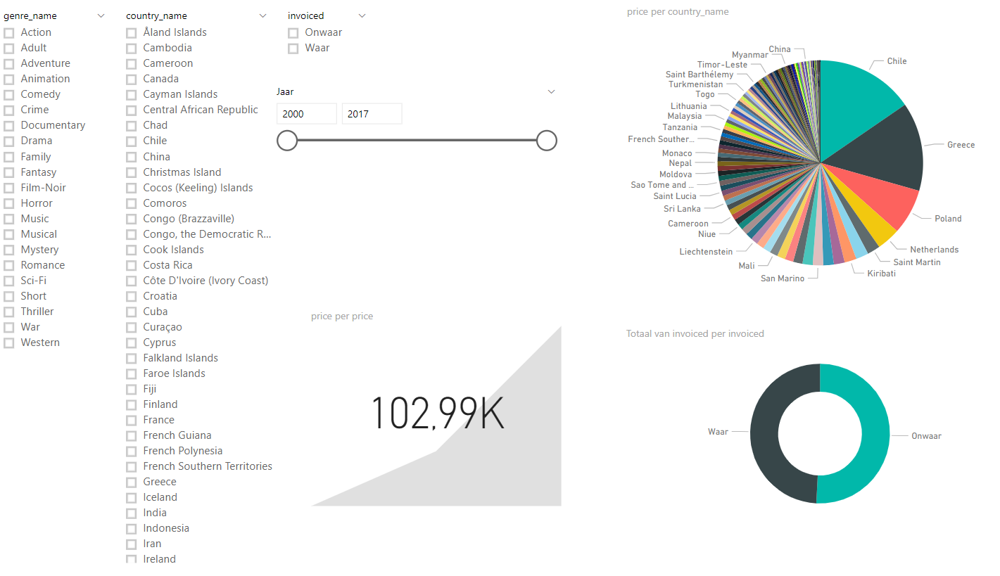 genre_name
Action
Adult
Adventure
Animation
Comedy
Crime
Documentary
Drama
Family
Fantasy
Film-Noir
Horror
Music
Musical
Mystery
Romance
Sci-Fi
Short
Thriller
War
Western
country_name
Åland Islands
Cambodia
Cameroon
Canada
Cayman Islands
Central African Republic
Chad
Chile
China
Christmas Island
Cocos (Keeling) Islands
Comoros
Congo (Brazzaville)
Congo, the Democratic R...
Cook Islands
Costa Rica
Côte D'Ivoire (Ivory Coast)
Croatia
Cuba
Curaçao
Cyprus
Falkland Islands
Faroe Islands
Fiji
Finland
France
French Guiana
French Polynesia
French Southern Territories
Greece
Iceland
India
Indonesia
Iran
Ireland
invoiced
Onwaar
Waar
Jaar
2000 2017
price per price
102,99K
price per country_name
China
Myanmar
Timor-Leste
Saint Barthélemy
Turkmenistan
Togo
Lithuania
Malaysia
Tanzania
French Souther...
Monaco
Nepal
Moldova
Sao Tome and ...
Saint Lucia
Sri Lanka
Cameroon
Niue
Liechtenstein
Mali
San Marino
Chile
Greece
Poland
Netherlands
Saint Martin
Kiribati
Totaal van invoiced per invoiced
Waar
Onwaar